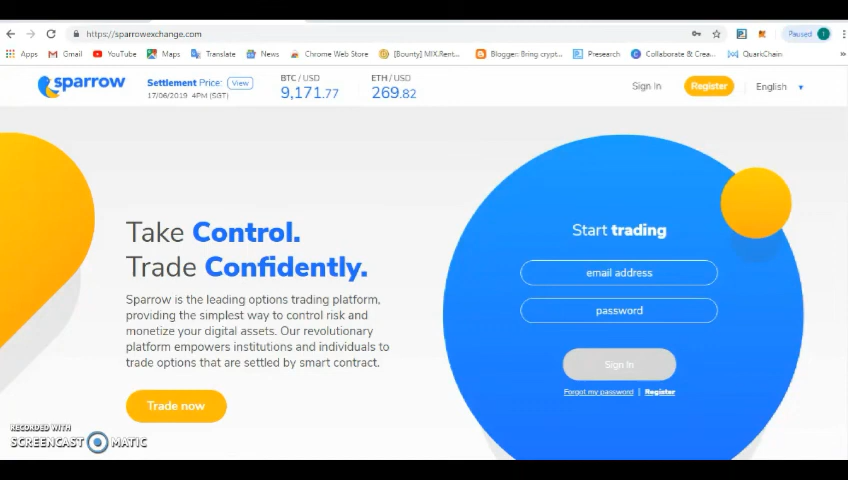 https://sparrowexchange.com
Paused
Apps Gmail YouTube Maps Translate News Chrome Web Store [Bounty] MIX.Rent... Blogger: Bring crypt... Presearch Collaborate & Crea... QuarkChain
sparrow
Settlement Price: View
17/06/2019 4PM (SGT)
BTC / USD
9,171.77
ETH / USD
269.82
Sign In
Register
English
Take Control.
Trade Confidently.
Sparrow is the leading options trading platform,
providing the simplest way to control risk and
monetize your digital assets. Our revolutionary
platform empowers institutions and individuals to
trade options that are settled by smart contract.
Trade now
Start trading
email address
password
Sign In
Forgot my password | Register
RECORDED WITH
SCREENCAST MATIC